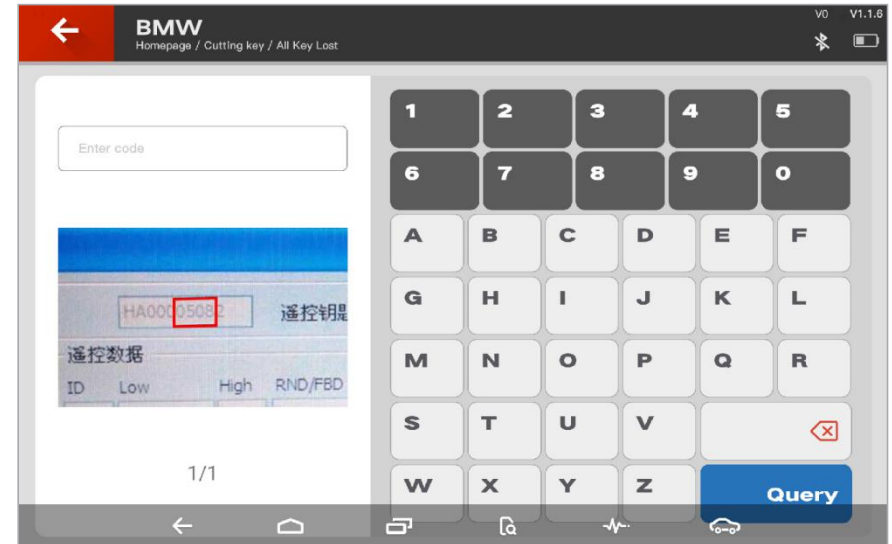 V0 V1.1.6
BMW
Homepage / Cutting key / All Key Lost
Enter code
HA00005082
遥控钥匙
遥控数据
ID Low High RND/FBD
1/1
1 2 3 4 5
6 7 8 9 0
A B C D E F
G H I J K L
M N O P Q R
S T U V
W X Y Z
Query